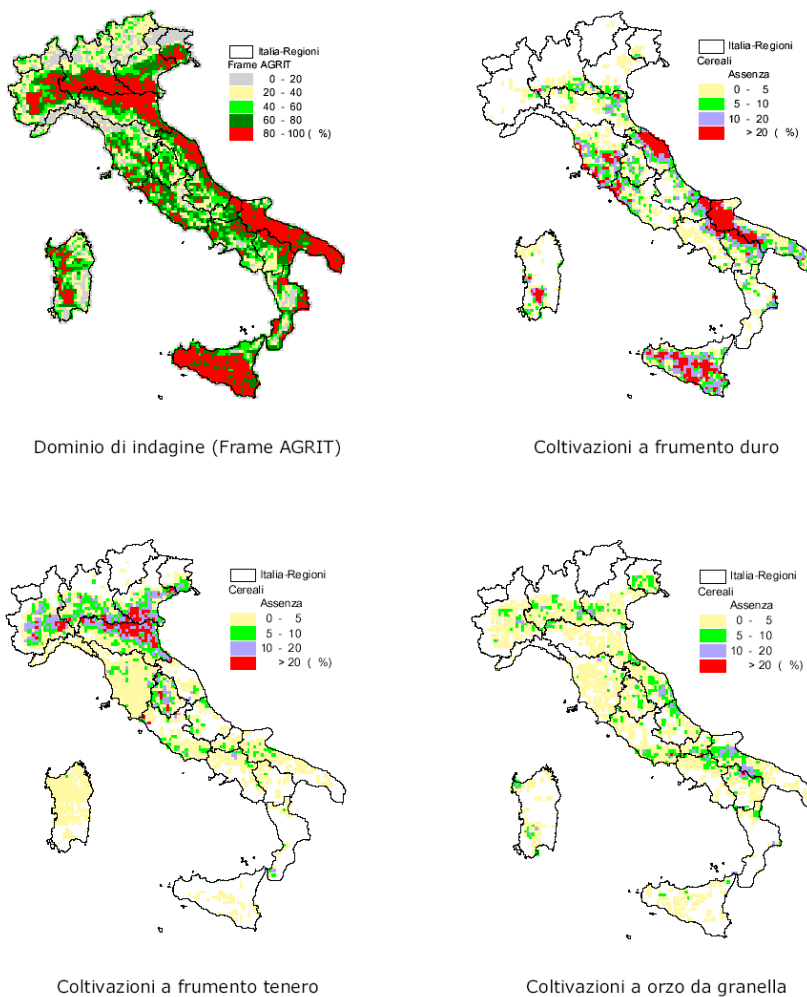 Italia-Regioni
Frame AGRIT
0 - 20
20 - 40
40 - 60
60 - 80
80 - 100 ( %)
Dominio di indagine (Frame AGRIT)
Italia-Regioni
Cereali
Assenza
0 - 5
5 - 10
10 - 20
> 20 ( %)
Coltivazioni a frumento duro
Italia-Regioni
Cereali
Assenza
0 - 5
5 - 10
10 - 20
> 20 ( %)
Coltivazioni a frumento tenero
Italia-Regioni
Cereali
Assenza
0 - 5
5 - 10
10 - 20
> 20 ( %)
Coltivazioni a orzo da granella